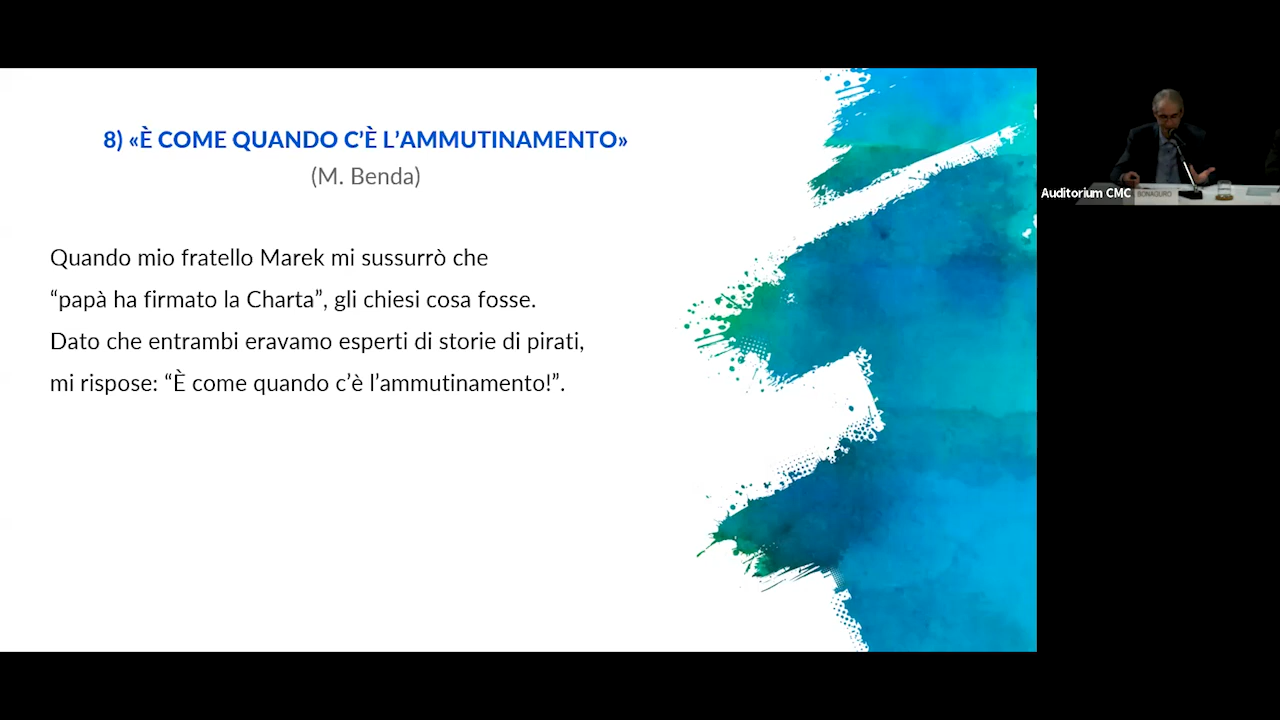 8) «È COME QUANDO C’È L’AMMUTINAMENTO»
(M. Benda)
Quando mio fratello Marek mi sussurrò che
“papà ha firmato la Charta”, gli chiesi cosa fosse.
Dato che entrambi eravamo esperti di storie di pirati,
mi rispose: “È come quando c’è l’ammutinamento!”.
Auditorium CMC
BONAGURO